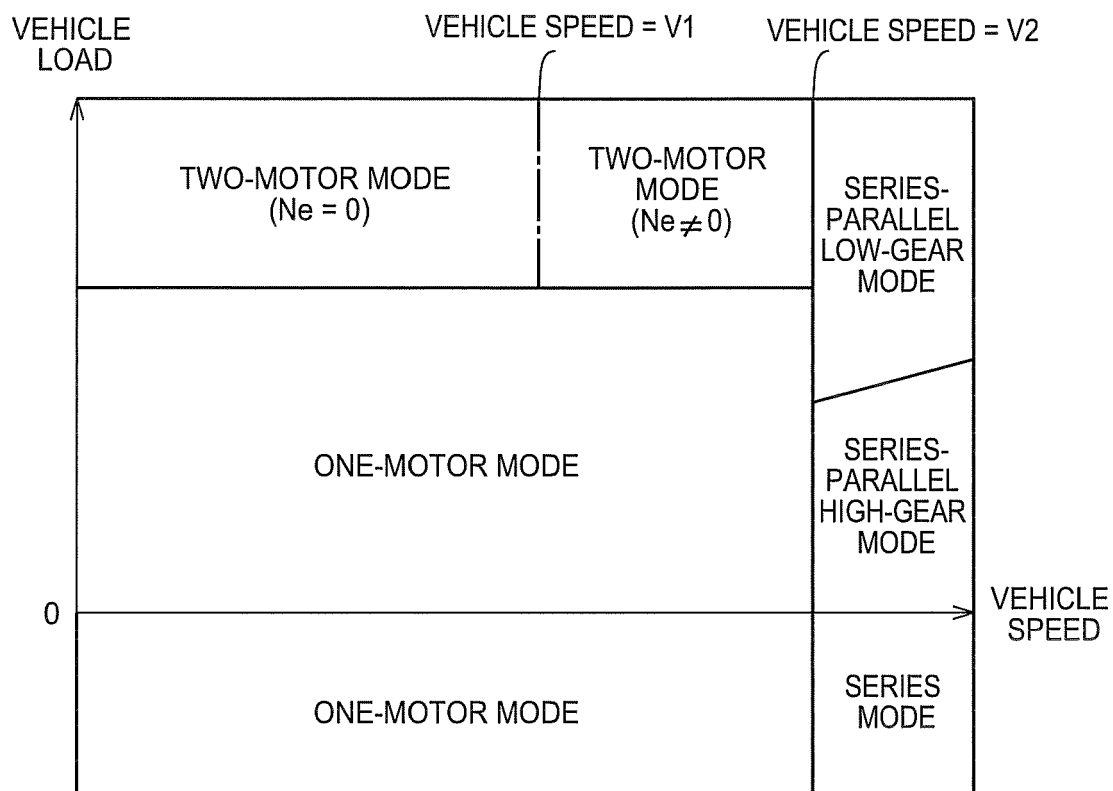 VEHICLE
LOAD
VEHICLE SPEED = V1
VEHICLE SPEED = V2
TWO-MOTOR MODE
(Ne = 0)
TWO-MOTOR
MODE
(Ne ≠ 0)
SERIES-
PARALLEL
LOW-GEAR
MODE
ONE-MOTOR MODE
SERIES-
PARALLEL
HIGH-GEAR
MODE
0
VEHICLE
SPEED
ONE-MOTOR MODE
SERIES
MODE